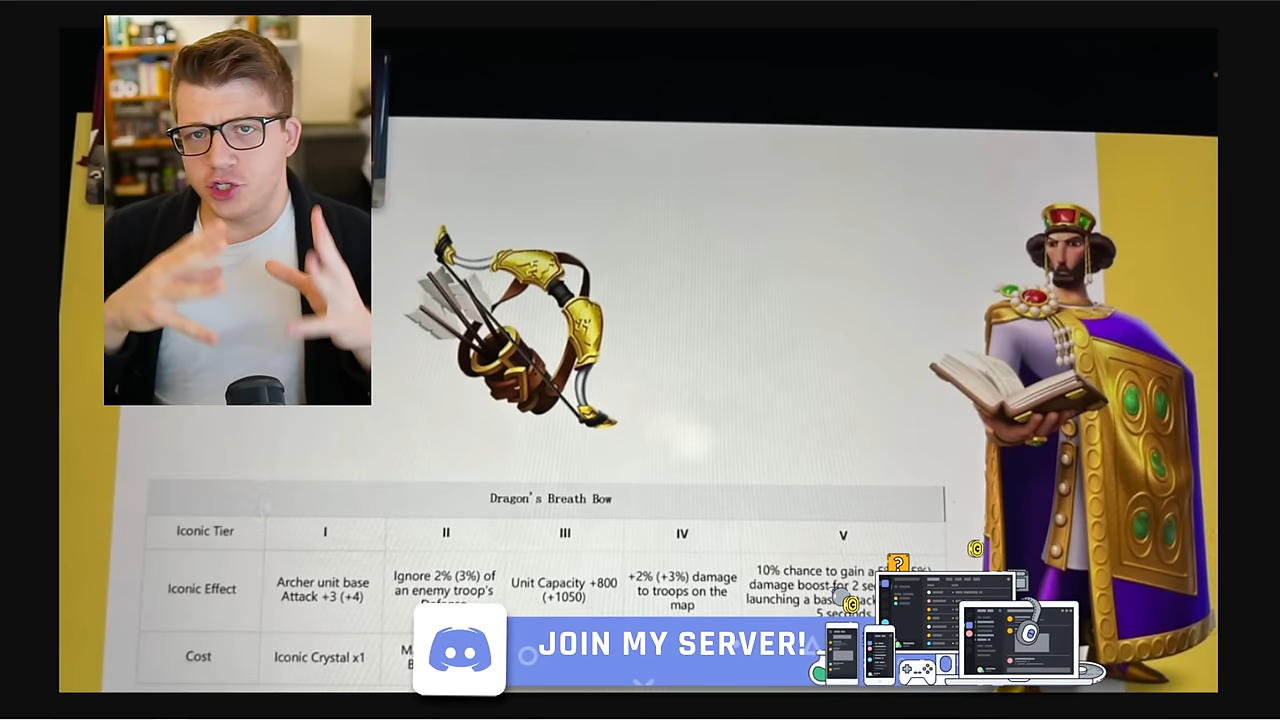 Dragon's Breath Bow
Iconic Tier
I
II
III
IV
V
Iconic Effect
Archer unit base
Attack +3 (+4)
Ignore 2% (3%) of
an enemy troop's
Unit Capacity +800
(+1050)
+2% (+3%) damage
to troops on the
map
10% chance to gain a
damage boost for 2
launching a
5
Cost
Iconic Crystal x1
JOIN MY SERVER!